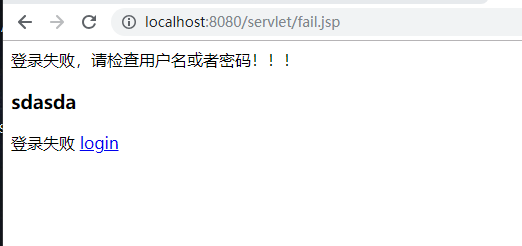 localhost:8080/servlet/fail.jsp
登录失败，请检查用户名或者密码！！！
sdasda
登录失败 login